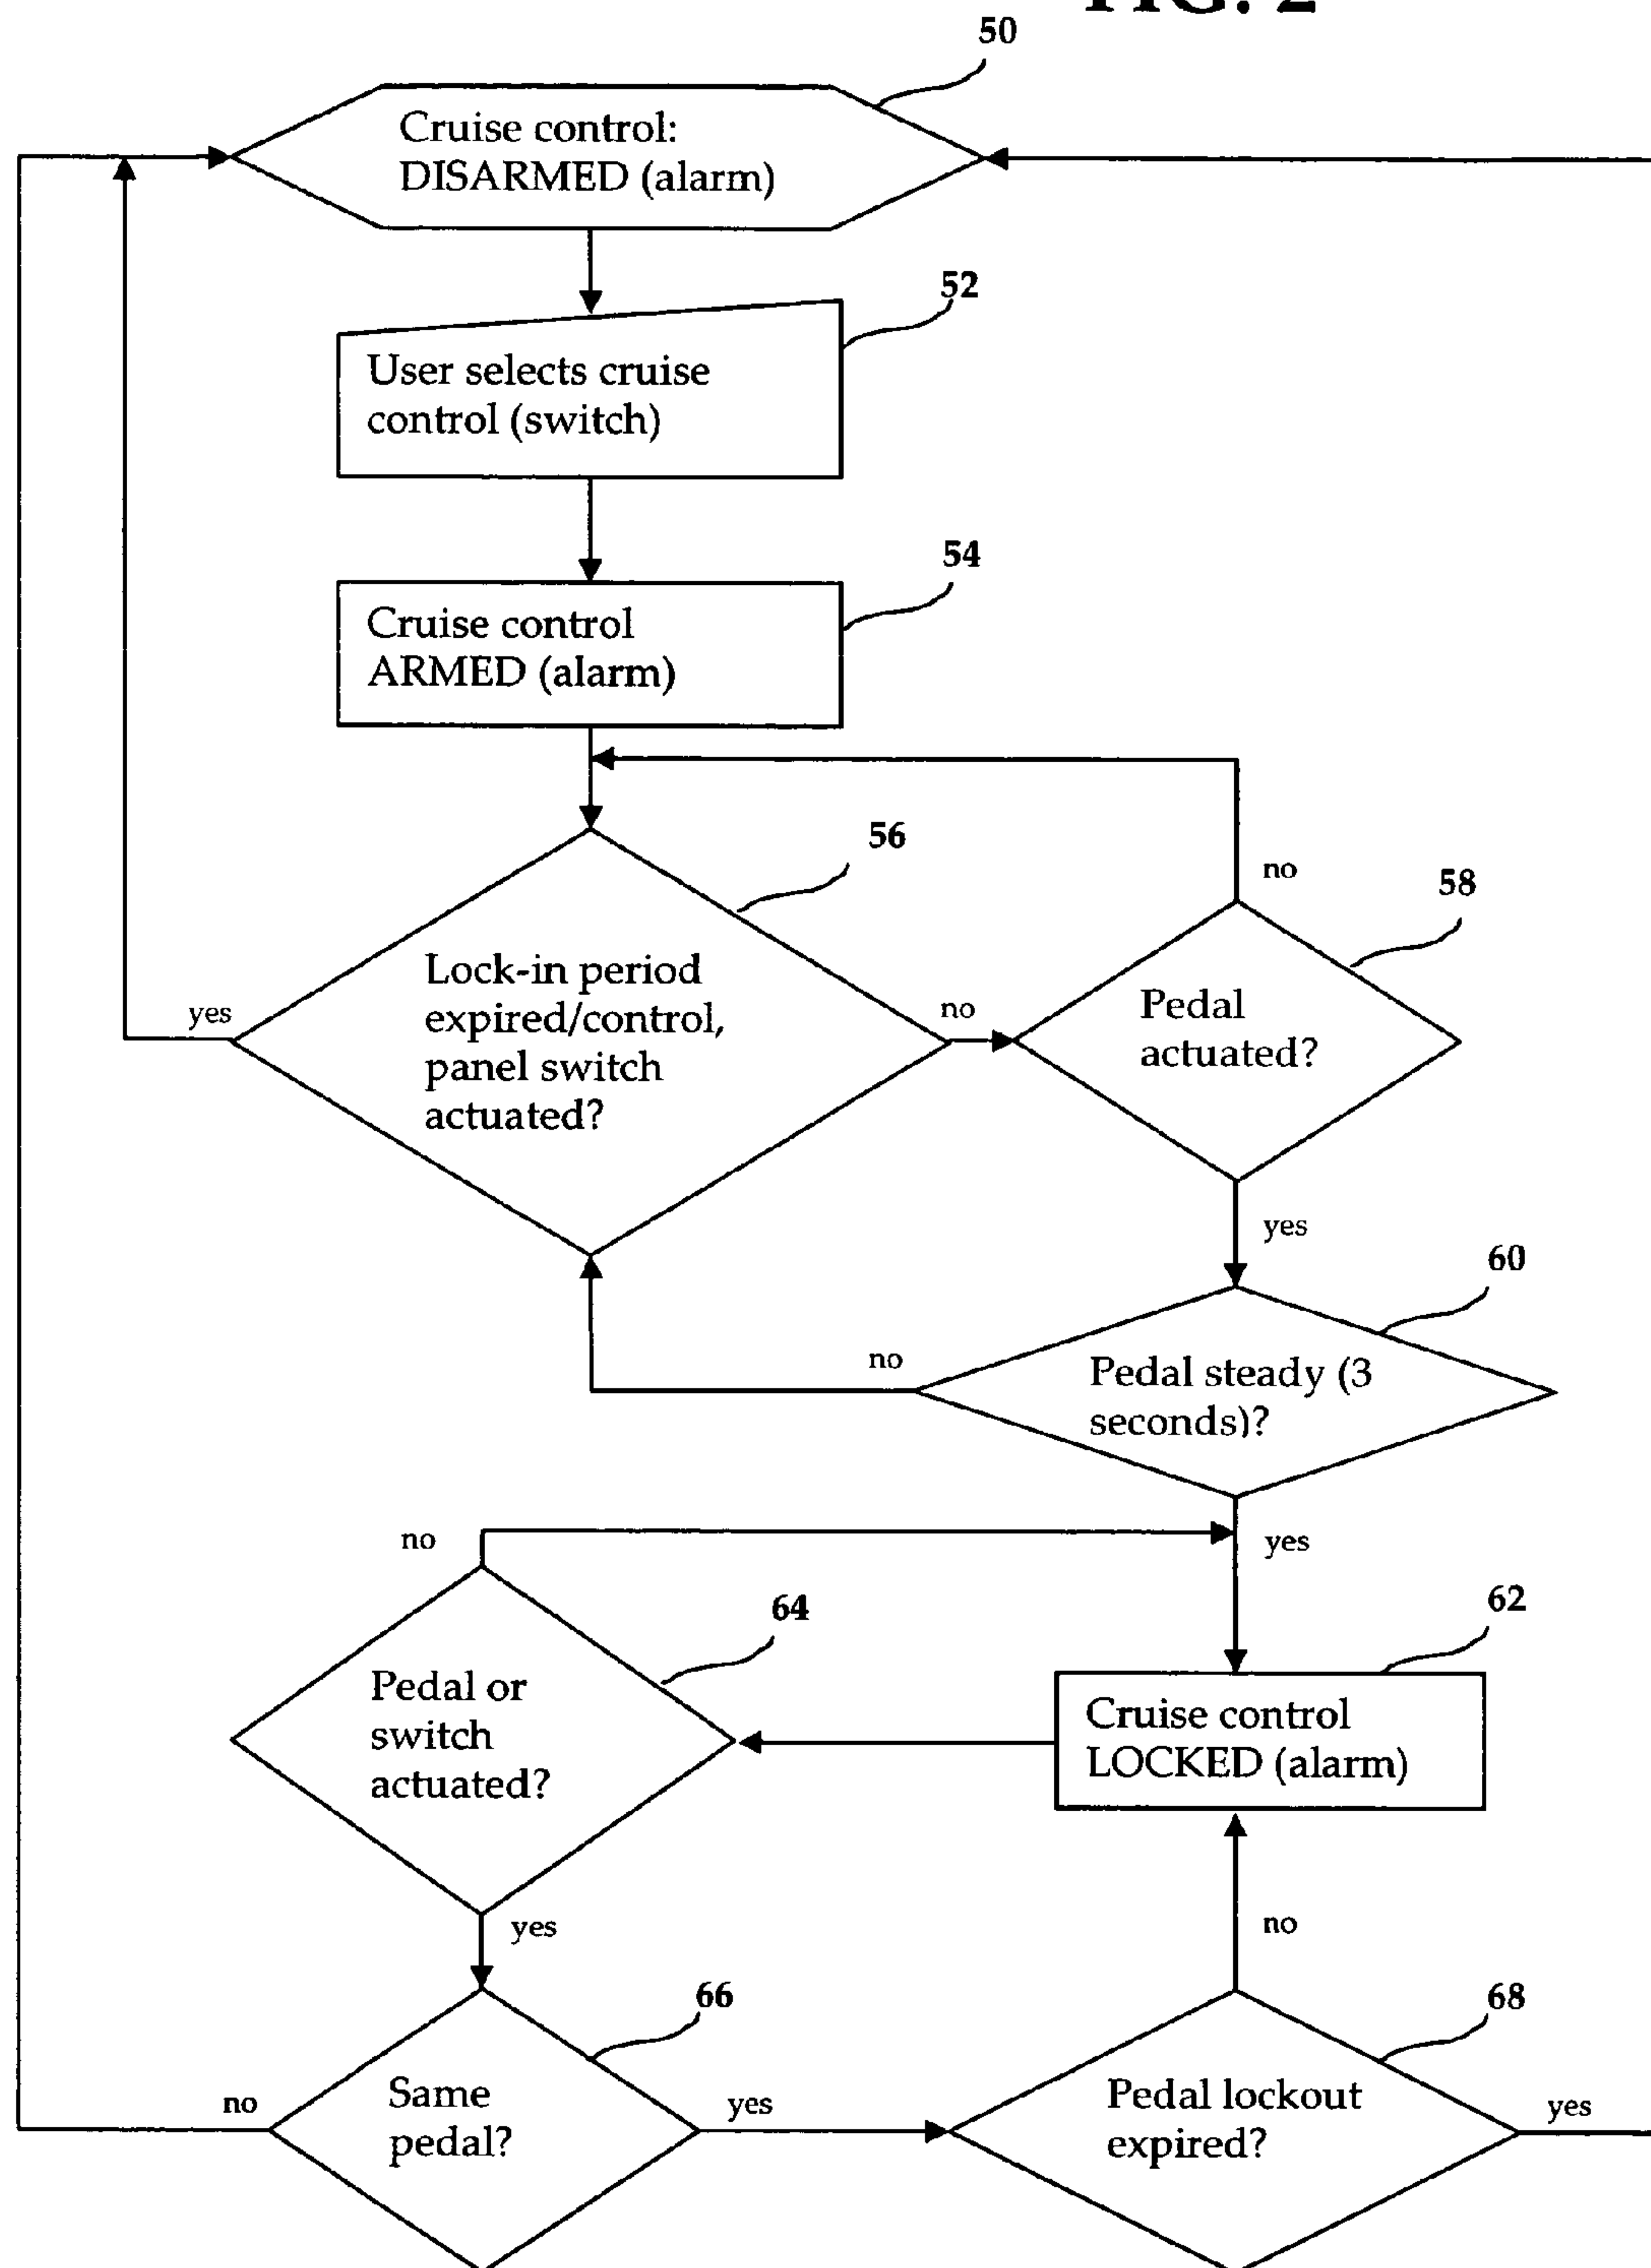 FIG. 2
50
Cruise control:
DISARMED (alarm)
52
User selects cruise
control (switch)
54
Cruise control
ARMED (alarm)
56
no
58
Lock-in period
expired/control,
panel switch
actuated?
yes
no
Pedal
actuated?
yes
60
no
Pedal steady (3
seconds)?
no
yes
64
62
Pedal or
switch
actuated?
Cruise control
LOCKED (alarm)
yes
no
66
68
Same
pedal?
no
yes
Pedal lockout
expired?
yes